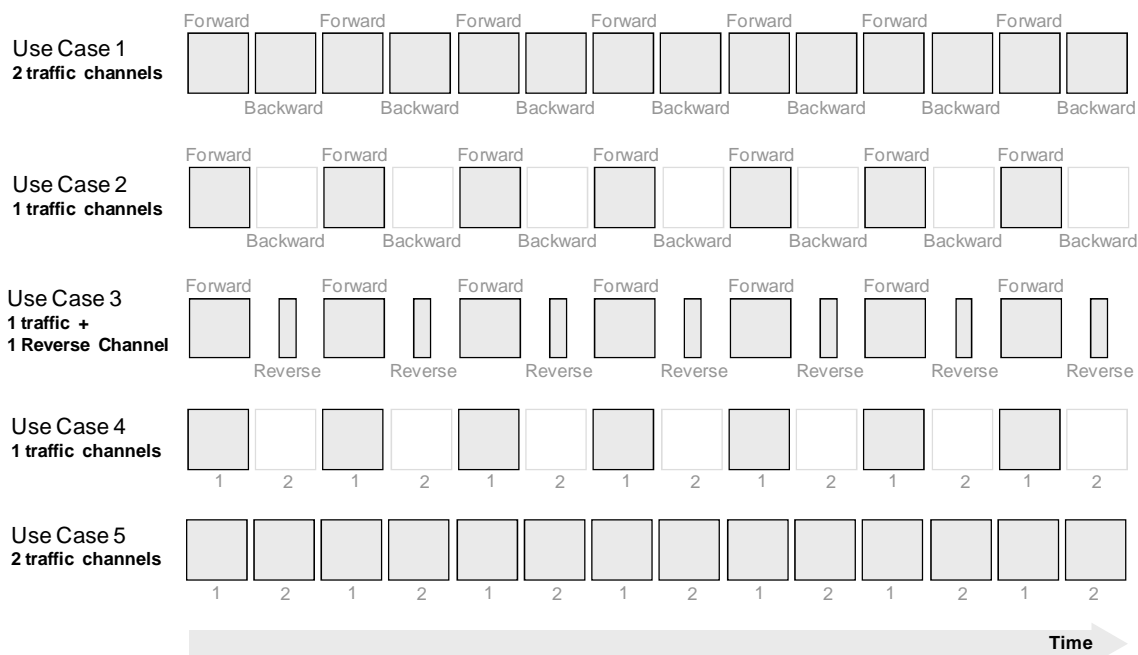 Forward Forward Forward Forward Forward Forward Forward
Use Case 1
2 traffic channels
Backward Backward Backward Backward Backward Backward Backward
Forward Forward Forward Forward Forward Forward Forward
Use Case 2
1 traffic channels
Backward Backward Backward Backward Backward Backward Backward
Forward Forward Forward Forward Forward Forward Forward
Use Case 3
1 traffic +
1 Reverse Channel
Reverse Reverse Reverse Reverse Reverse Reverse Reverse
Use Case 4
1 traffic channels
1 2 1 2 1 2 1 2 1 2 1 2 1 2
Use Case 5
2 traffic channels
1 2 1 2 1 2 1 2 1 2 1 2 1 2
Time